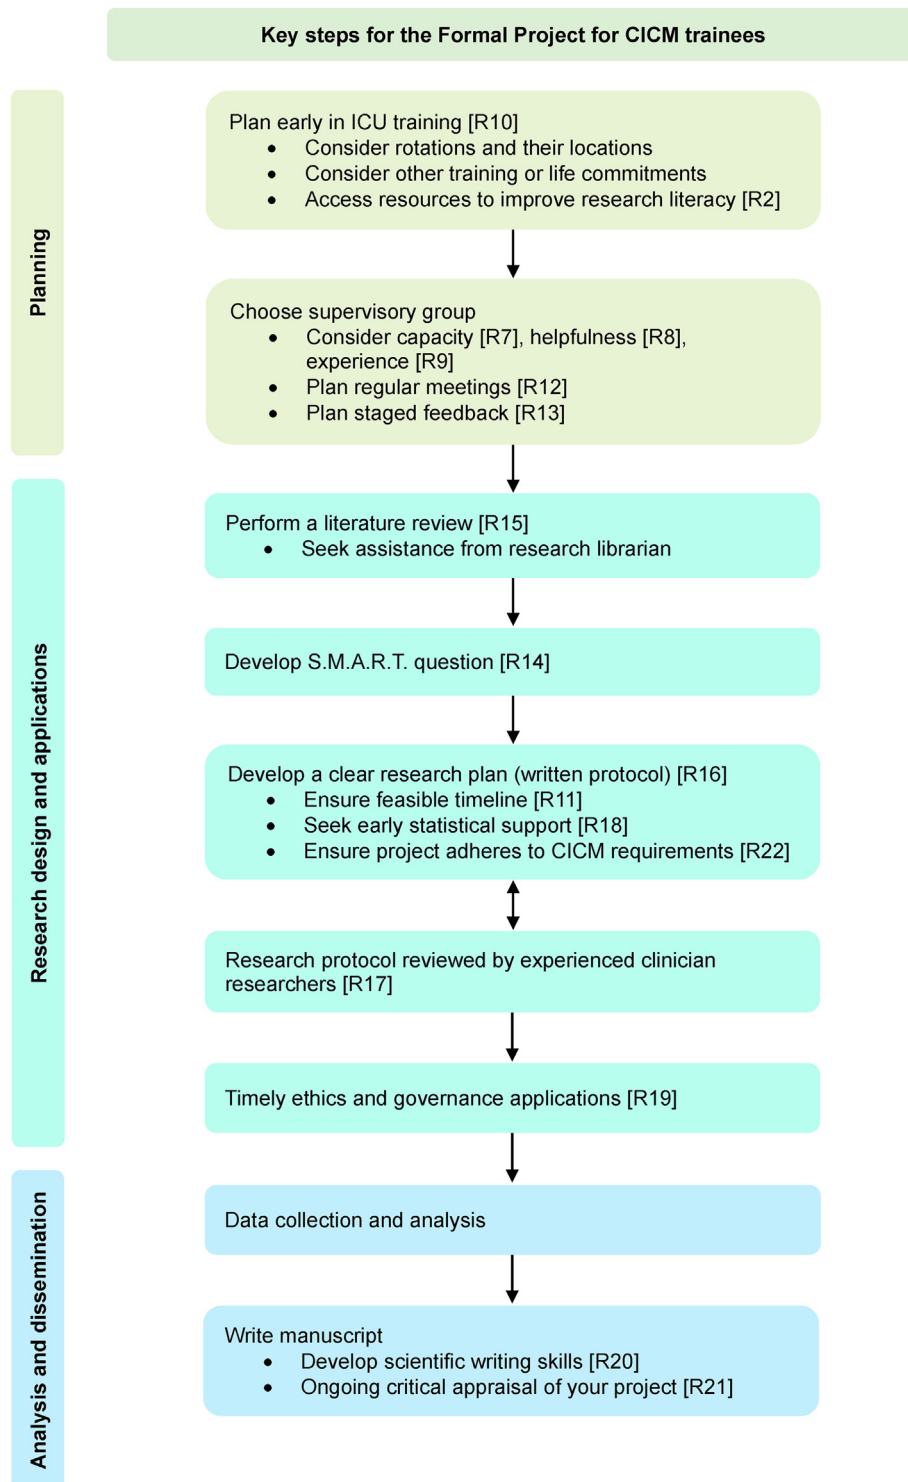 Key steps for the Formal Project for CICM trainees
Planning
Plan early in ICU training [R10]
• Consider rotations and their locations
• Consider other training or life commitments
• Access resources to improve research literacy [R2]
Choose supervisory group
• Consider capacity [R7], helpfulness [R8],
experience [R9]
• Plan regular meetings [R12]
• Plan staged feedback [R13]
Research design and applications
Perform a literature review [R15]
• Seek assistance from research librarian
Develop S.M.A.R.T. question [R14]
Develop a clear research plan (written protocol) [R16]
• Ensure feasible timeline [R11]
• Seek early statistical support [R18]
• Ensure project adheres to CICM requirements [R22]
Research protocol reviewed by experienced clinician
researchers [R17]
Timely ethics and governance applications [R19]
Analysis and dissemination
Data collection and analysis
Write manuscript
• Develop scientific writing skills [R20]
• Ongoing critical appraisal of your project [R21]